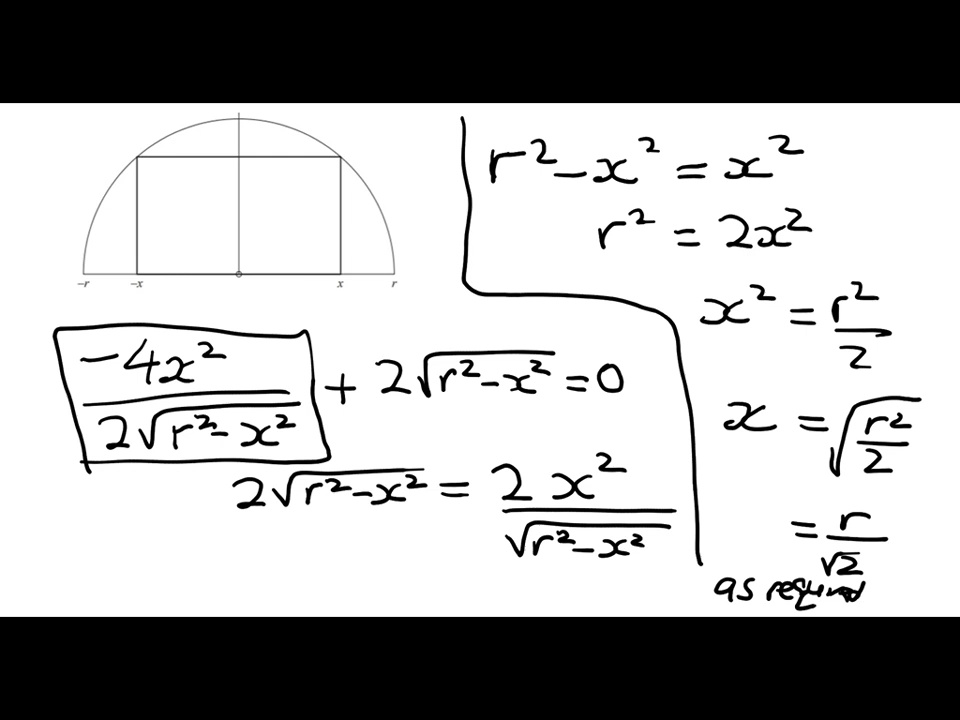 -r -x x r
-4x²/(2√(r²-x²)) + 2√(r²-x²) = 0
2√(r²-x²) = 2x²/√(r²-x²)
r²-x² = x²
r² = 2x²
x² = r²/2
x = √(r²/2)
= r/√2
as required